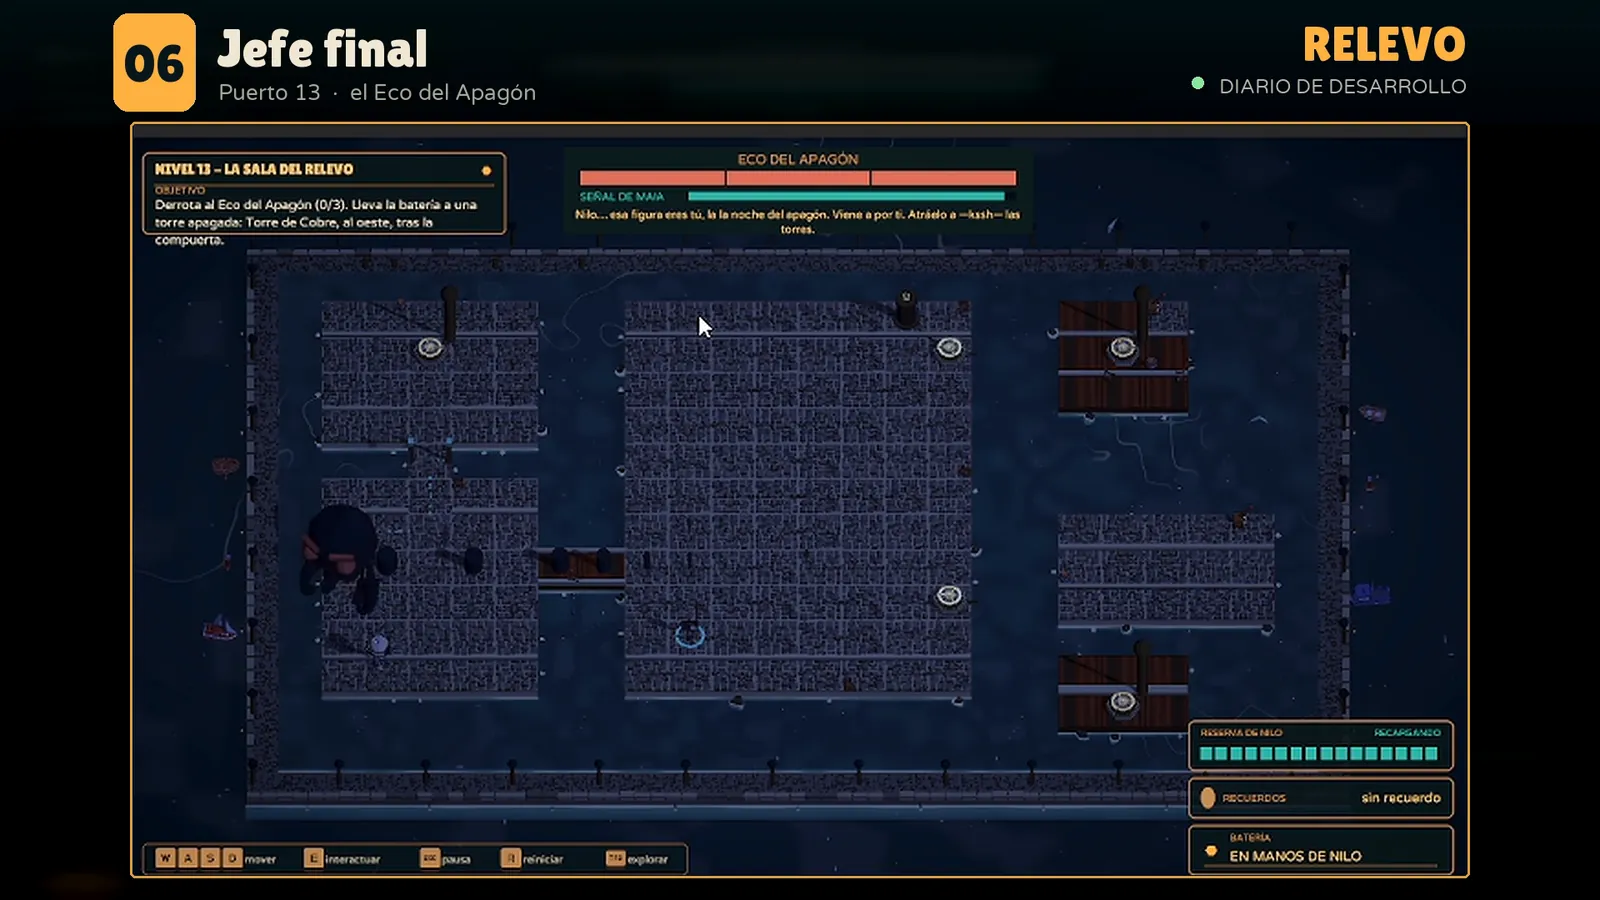 06
Jefe final
Puerto 13 · el Eco del Apagón
RELEVO
DIARIO DE DESARROLLO
NIVEL 13 – LA SALA DEL RELEVO
OBJETIVO
Derrota al Eco del Apagón (0/3). Lleva la batería a una
torre apagada: Torre de Cobre, al oeste, tras la
compuerta.
ECO DEL APAGÓN
SEÑAL DE MAIA
Nilo... esa figura eres tú, la la noche del apagón. Viene a por ti. Atráelo a —kssh— las
torres.
RESERVA DE NILO RECARGANDO
RECUERDOS sin recuerdo
BATERÍA
EN MANOS DE NILO
W A S D mover E interactuar ESC pausa R reiniciar TAB explorar